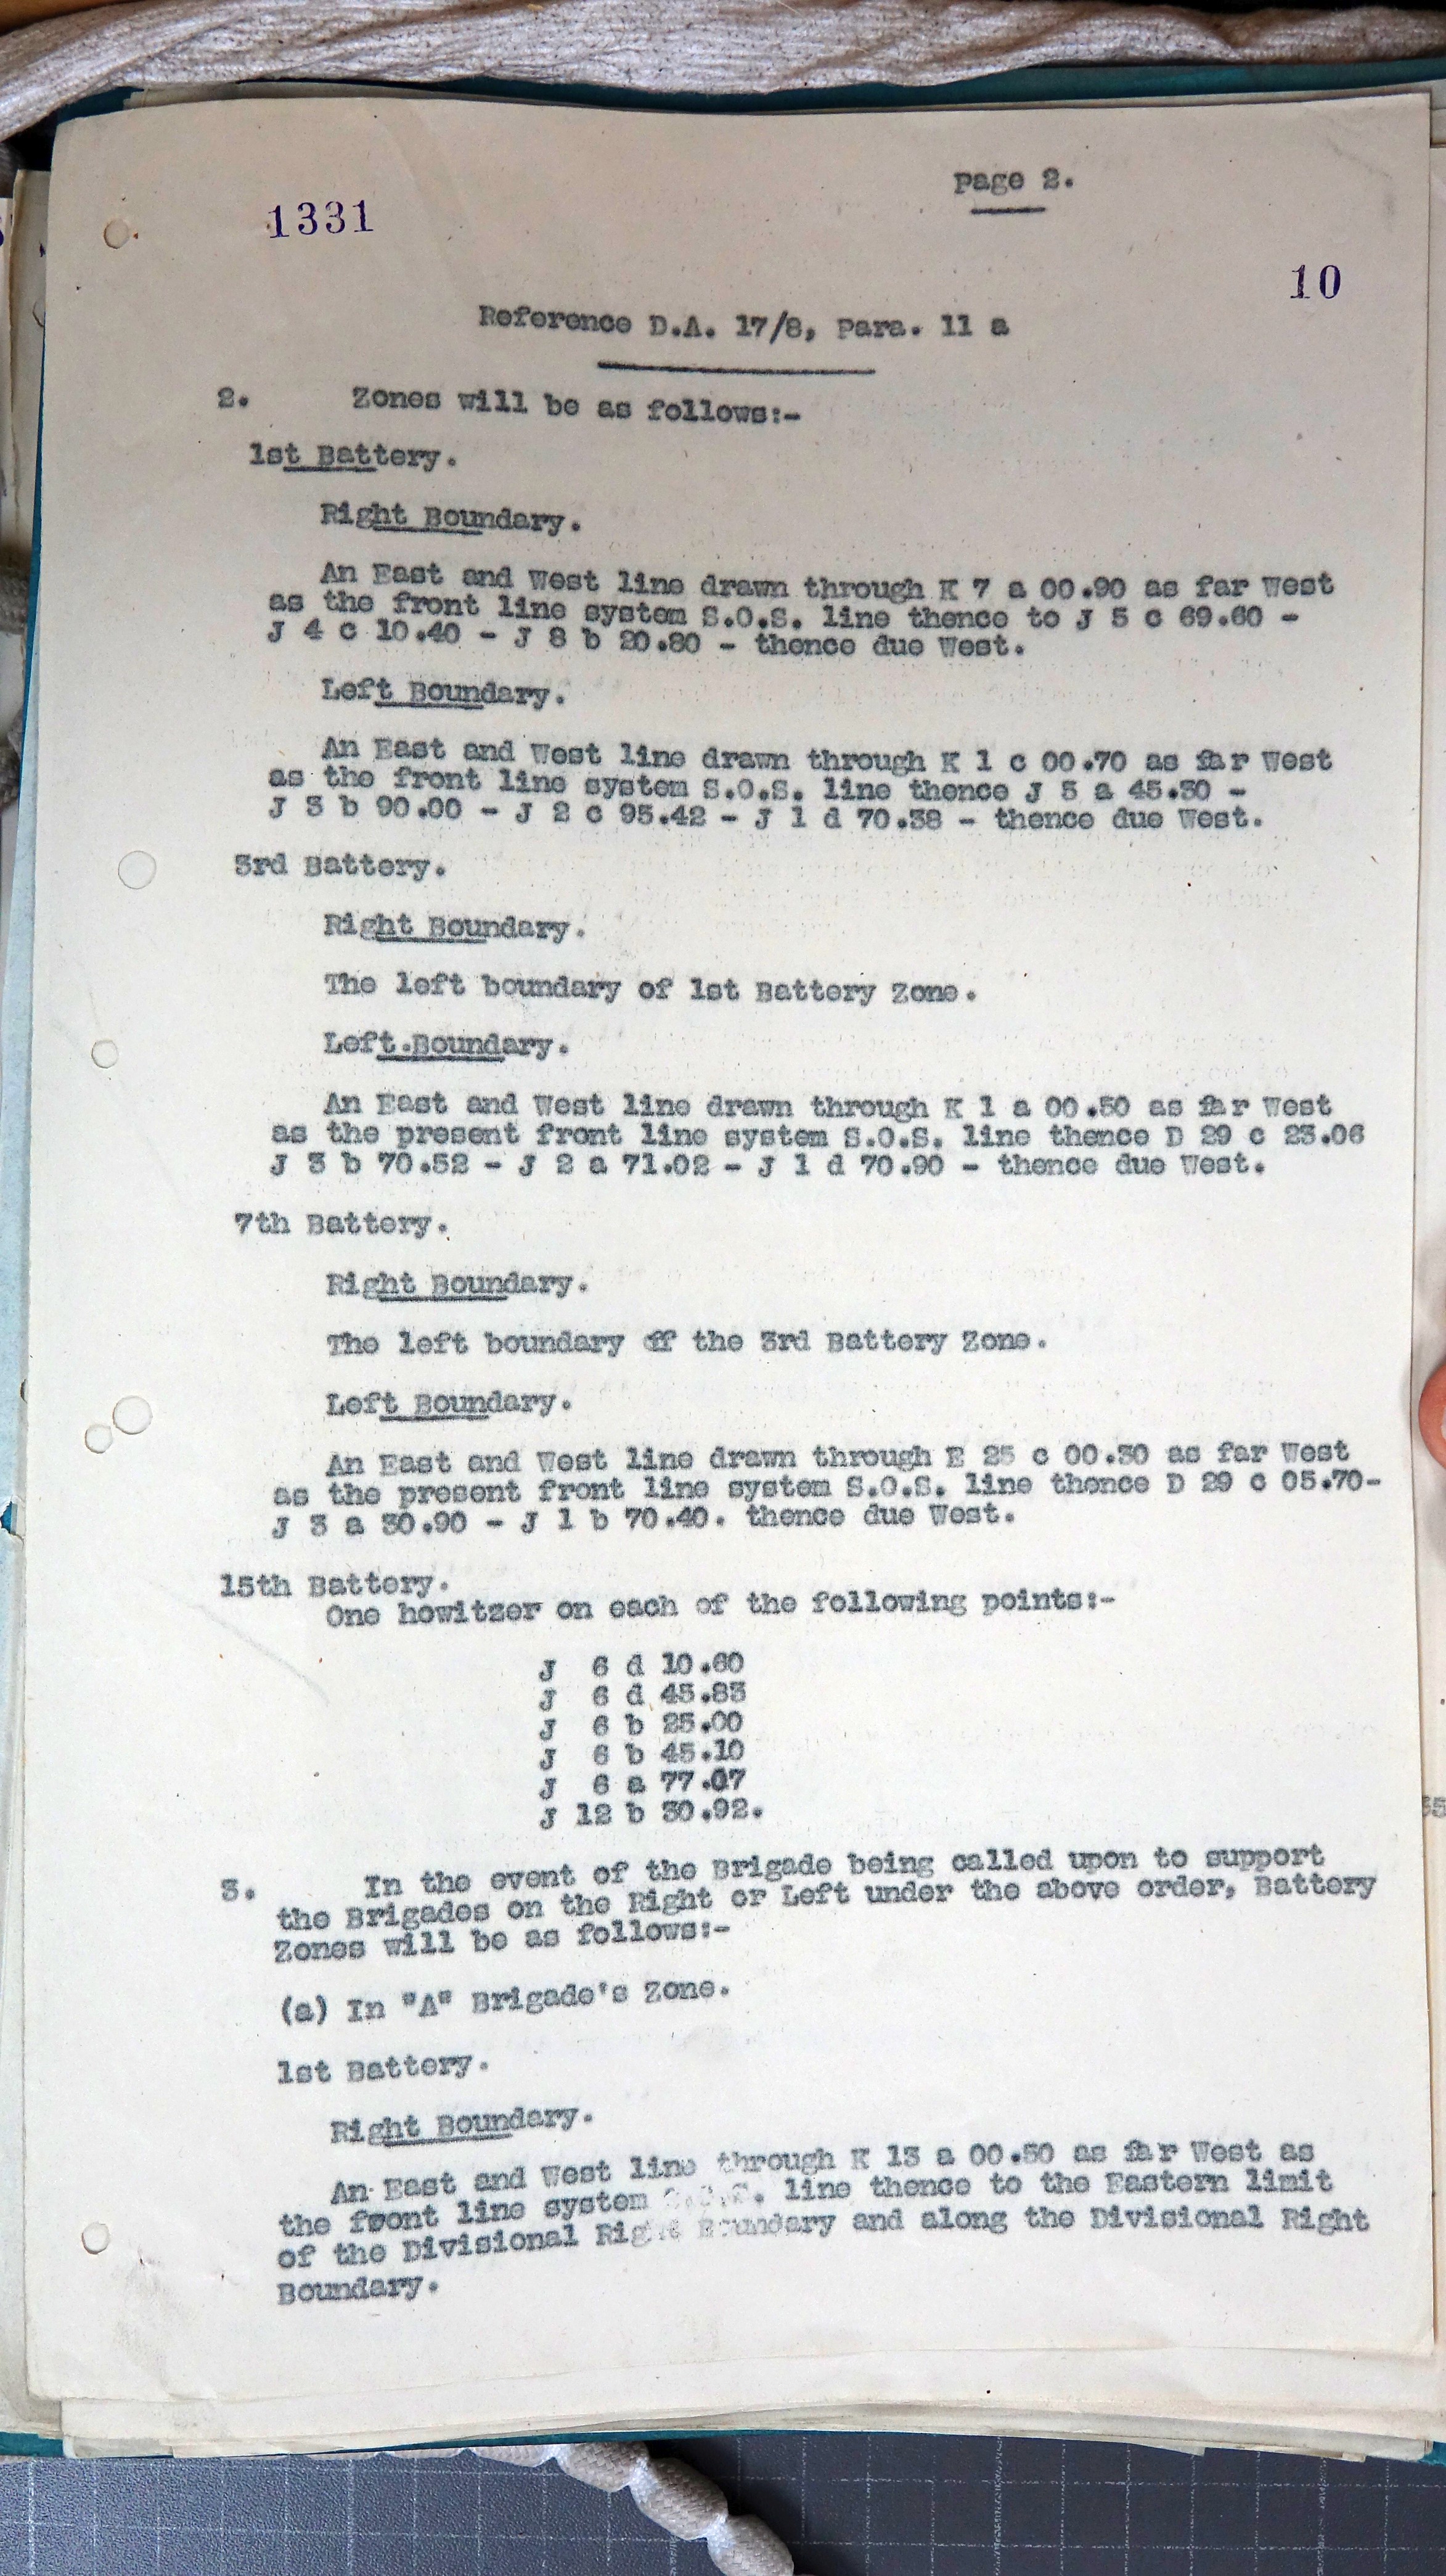 page 2.
1331
10
Reference D.A. 17/8, Para. 11 a
2. Zones will be as follows:-
1st Battery.
Right Boundary.
An East and West line drawn through K 7 a 00.90 as far West
as the front line system S.O.S. line thence to J 5 c 69.60 -
J 4 c 10.40 - J 8 b 20.80 - thence due West.
Left Boundary.
An East and West line drawn through K 1 c 00.70 as far West
as the front line system S.O.S. line thence J 5 a 45.30 -
J 3 b 90.00 - J 2 c 95.42 - J 1 d 70.38 - thence due West.
3rd Battery.
Right Boundary.
The left boundary of 1st Battery Zone.
Left.Boundary.
An East and West line drawn through K 1 a 00.50 as far West
as the present front line system S.O.S. line thence D 29 c 23.06
J 3 b 70.52 - J 2 a 71.02 - J 1 d 70.90 - thence due West.
7th Battery.
Right Boundary.
The left boundary off the 3rd Battery Zone.
Left Boundary.
An East and West line drawn through E 25 c 00.30 as far West
as the present front line system S.O.S. line thence D 29 c 05.70-
J 3 a 30.90 - J 1 b 70.40. thence due West.
15th Battery.
One howitzer on each of the following points:-
J 6 d 10.60
J 6 d 45.85
J 6 b 25.00
J 6 b 45.10
J 6 a 77.07
J 12 b 30.92.
3. In the event of the Brigade being called upon to support
the Brigades on the Right or Left under the above order, Battery
Zones will be as follows:-
(a) In "A" Brigade's Zone.
1st Battery.
Right Boundary.
An East and West line through K 13 a 00.50 as far West as
the front line system S.O.S. line thence to the Eastern limit
of the Divisional Right Boundary and along the Divisional Right
Boundary.